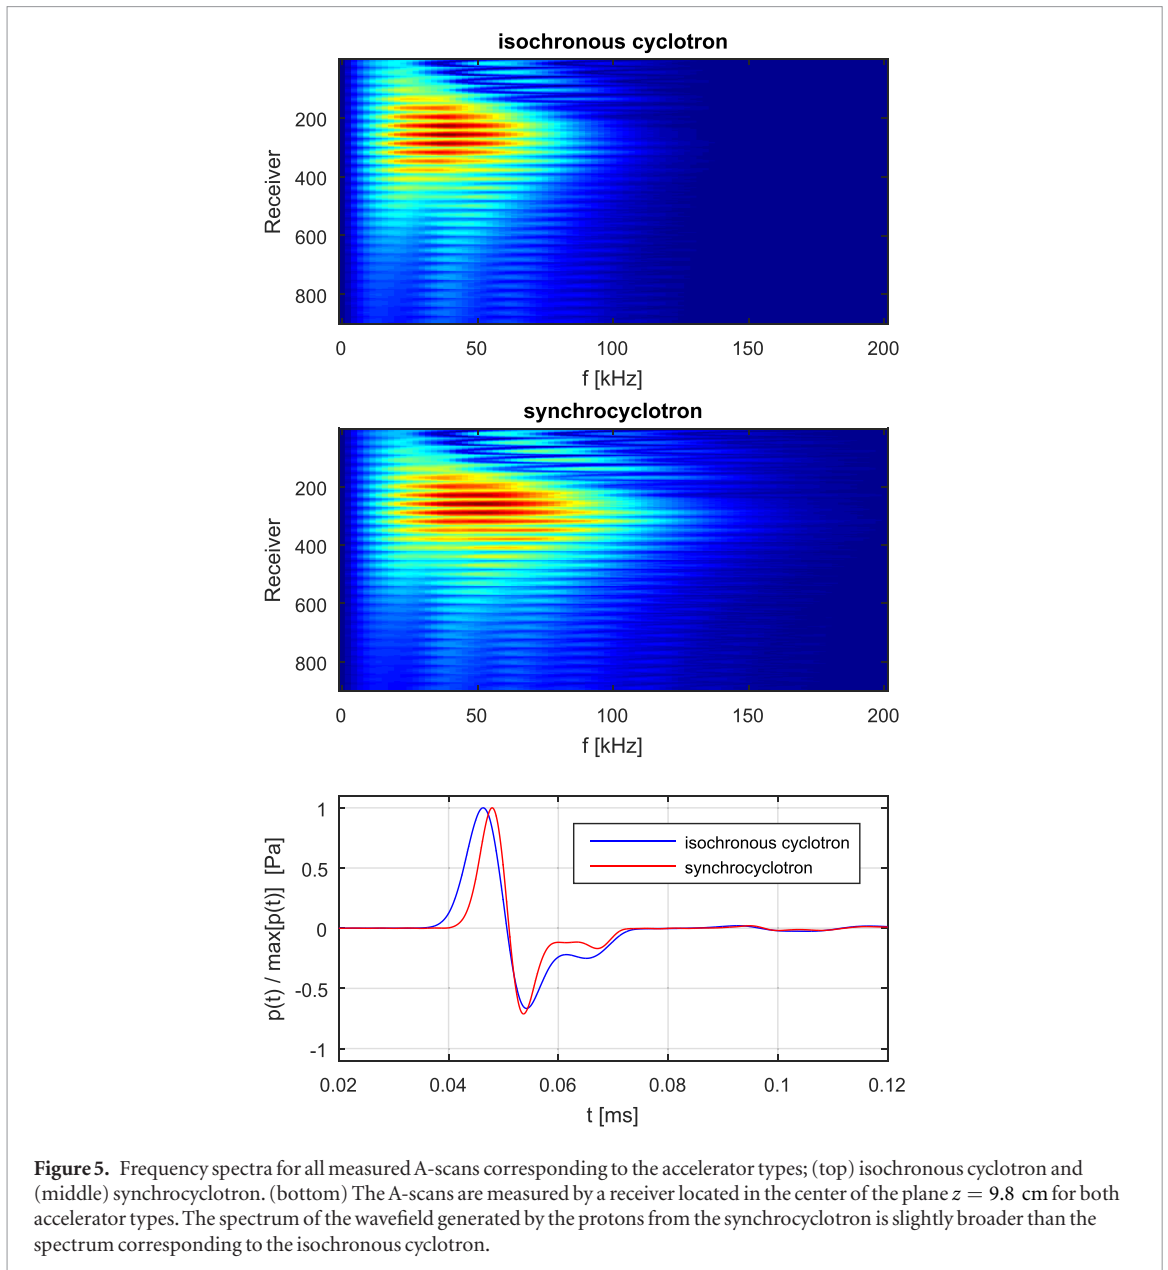 isochronous cyclotron
Receiver
200
400
600
800
0 50 100 150 200
f [kHz]
synchrocyclotron
Receiver
200
400
600
800
0 50 100 150 200
f [kHz]
p(t) / max[p(t)] [Pa]
1
0.5
0
-0.5
-1
isochronous cyclotron
synchrocyclotron
0.02 0.04 0.06 0.08 0.1 0.12
t [ms]
Figure 5. Frequency spectra for all measured A-scans corresponding to the accelerator types; (top) isochronous cyclotron and
(middle) synchrocyclotron. (bottom) The A-scans are measured by a receiver located in the center of the plane z = 9.8 cm for both
accelerator types. The spectrum of the wavefield generated by the protons from the synchrocyclotron is slightly broader than the
spectrum corresponding to the isochronous cyclotron.